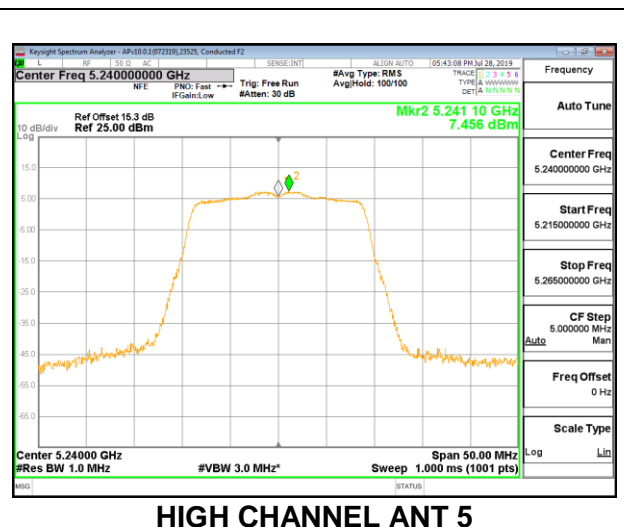 Keysight Spectrum Analyzer - APv10.0.1(072319),23525, Conducted F2
L RF 50 Ω AC SENSE:INT ALIGN AUTO 05:43:08 PM Jul 28, 2019
Center Freq 5.240000000 GHz
NFE
PNO: Fast
IFGain:Low
Trig: Free Run
#Atten: 30 dB
#Avg Type: RMS
Avg|Hold: 100/100
TRACE 1 2 3 4 5 6
TYPE A WWWWW
DET A N N N N N
Frequency
Mkr2 5.241 10 GHz
7.456 dBm
Ref Offset 15.3 dB
10 dB/div Ref 25.00 dBm
Log
15.0
5.00
-5.00
-15.0
-25.0
-35.0
-45.0
-55.0
-65.0
2
Center 5.24000 GHz Span 50.00 MHz
#Res BW 1.0 MHz #VBW 3.0 MHz* Sweep 1.000 ms (1001 pts)
MSG STATUS
Auto Tune
Center Freq
5.240000000 GHz
Start Freq
5.215000000 GHz
Stop Freq
5.265000000 GHz
CF Step
5.000000 MHz
Auto Man
Freq Offset
0 Hz
Scale Type
Log Lin
HIGH CHANNEL ANT 5